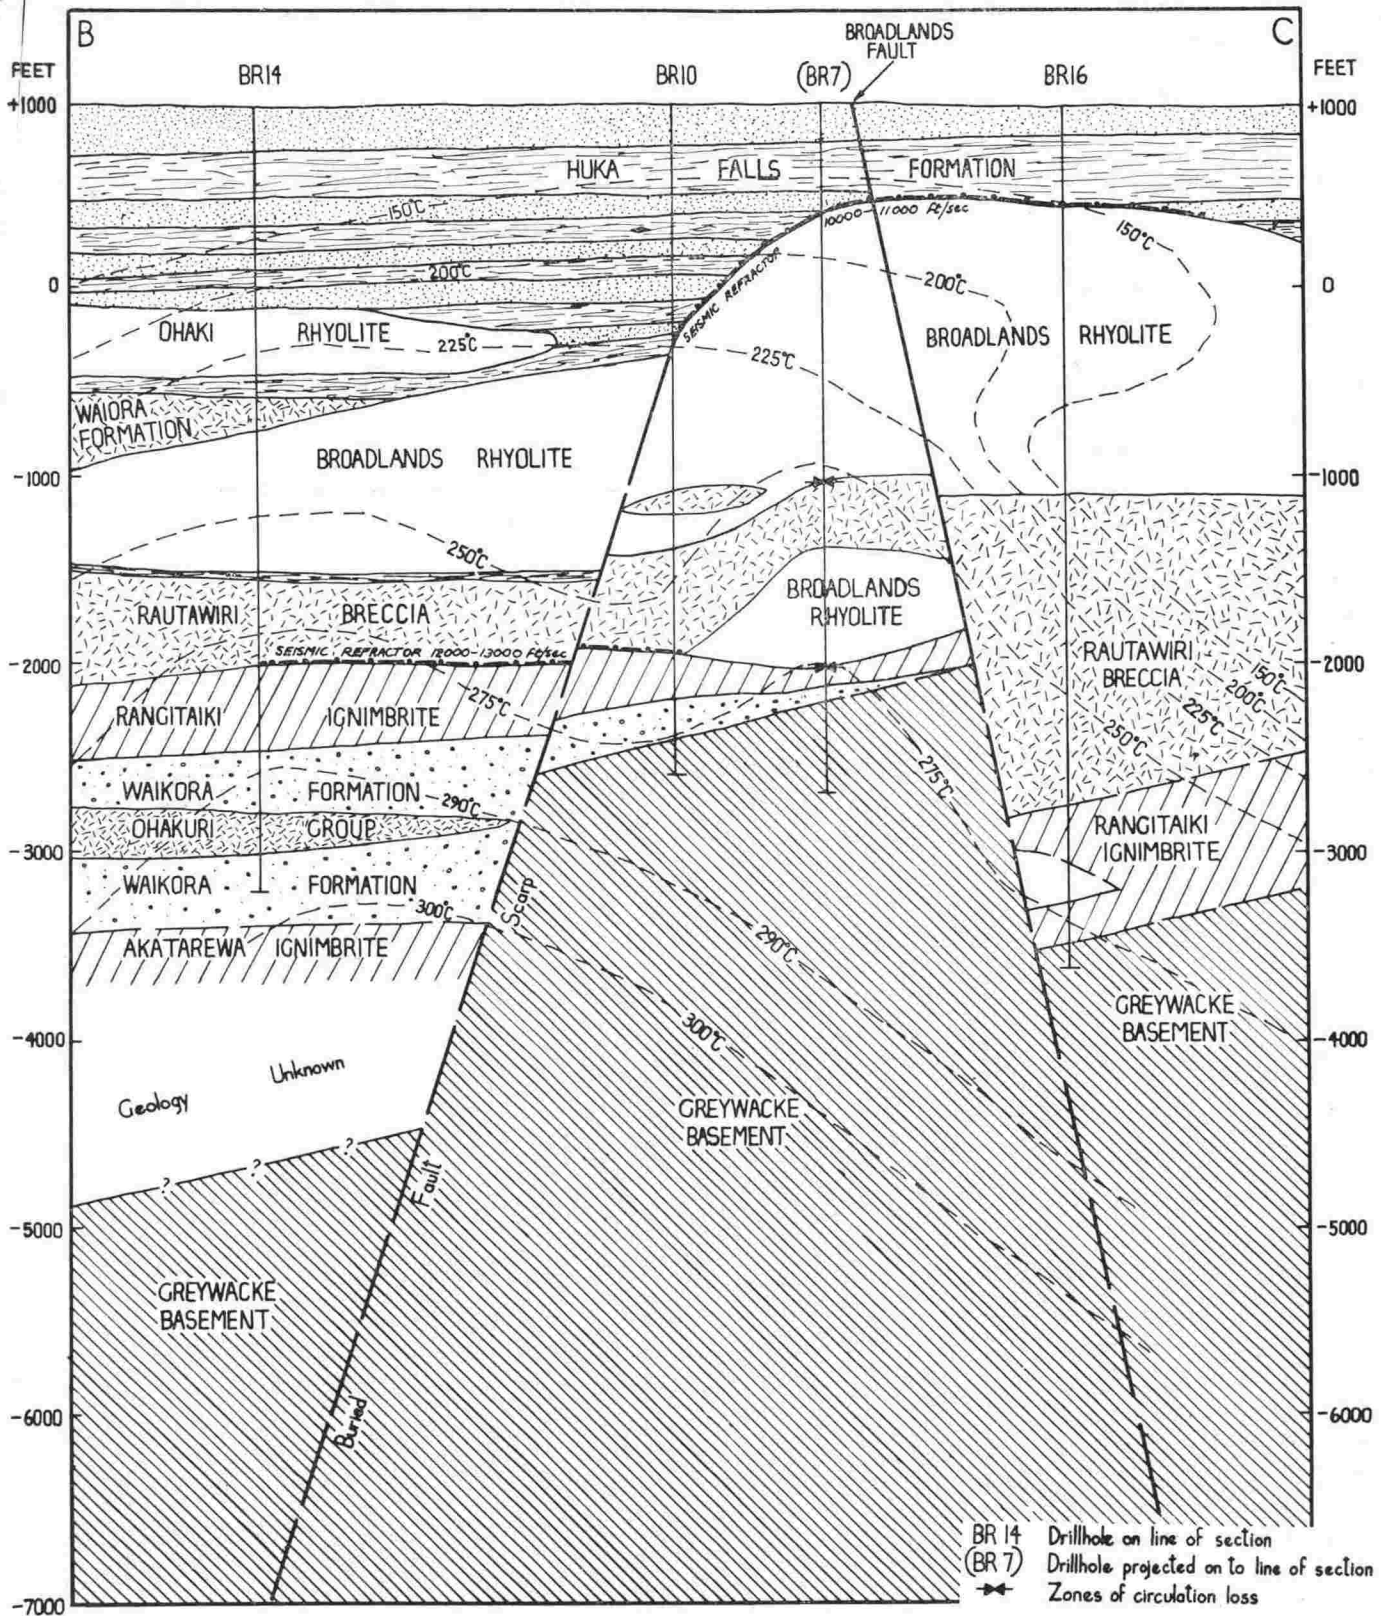 B
C
BROADLANDS
FAULT
FEET
BR14
BR10
(BR7)
BR16
FEET
+1000
+1000
HUKA FALLS FORMATION
150°C
10000-11000 Ft/sec
150°C
200°C
SEISMIC REFRACTOR
200°C
0
0
OHAKI RHYOLITE
225°C
225°C
BROADLANDS RHYOLITE
WAIORA
FORMATION
BROADLANDS RHYOLITE
-1000
-1000
250°C
RAUTAWIRI BRECCIA
BROADLANDS
RHYOLITE
SEISMIC REFRACTOR 12000-13000 Ft/sec
-2000
-2000
RAUTAWIRI
BRECCIA
150°C
200°C
225°C
250°C
RANGITAIKI IGNIMBRITE
275°C
275°C
WAIKORA FORMATION
290°C
OHAKURI GROUP
RANGITAIKI
IGNIMBRITE
-3000
-3000
WAIKORA FORMATION
300°C
Scarp
AKATAREWA IGNIMBRITE
290°C
300°C
GREYWACKE
BASEMENT
-4000
-4000
Geology Unknown
GREYWACKE
BASEMENT
? ? ?
Fault
-5000
-5000
GREYWACKE
BASEMENT
Buried
-6000
-6000
-7000
BR 14 Drillhole on line of section
(BR 7) Drillhole projected on to line of section
Zones of circulation loss